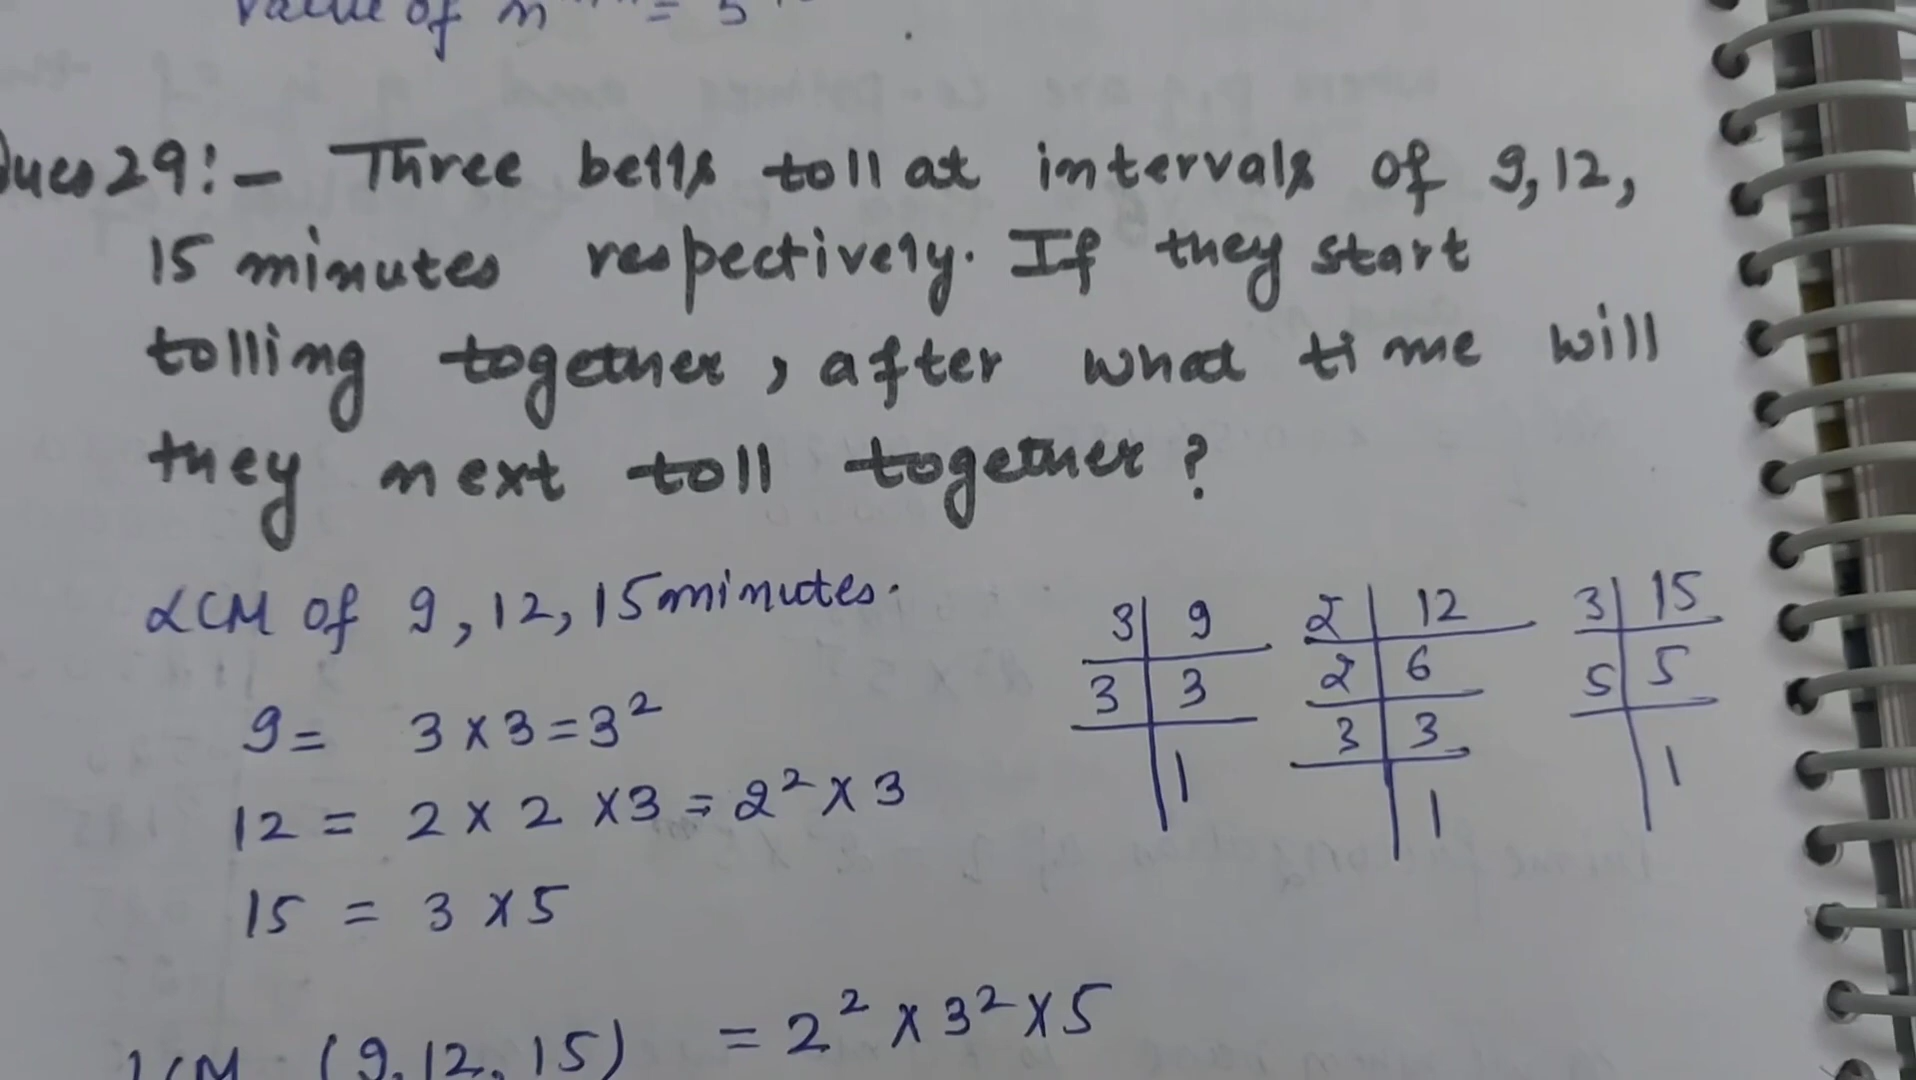 value of n = 5
Ques 29:- Three bells toll at intervals of 9, 12,
15 minutes respectively. If they start
tolling together, after what time will
they next toll together?
LCM of 9, 12, 15 minutes.
3 | 9
3 | 3
| 1
2 | 12
2 | 6
3 | 3
| 1
3 | 15
5 | 5
| 1
9 = 3 × 3 = 3²
12 = 2 × 2 × 3 = 2² × 3
15 = 3 × 5
LCM (9, 12, 15) = 2² × 3² × 5